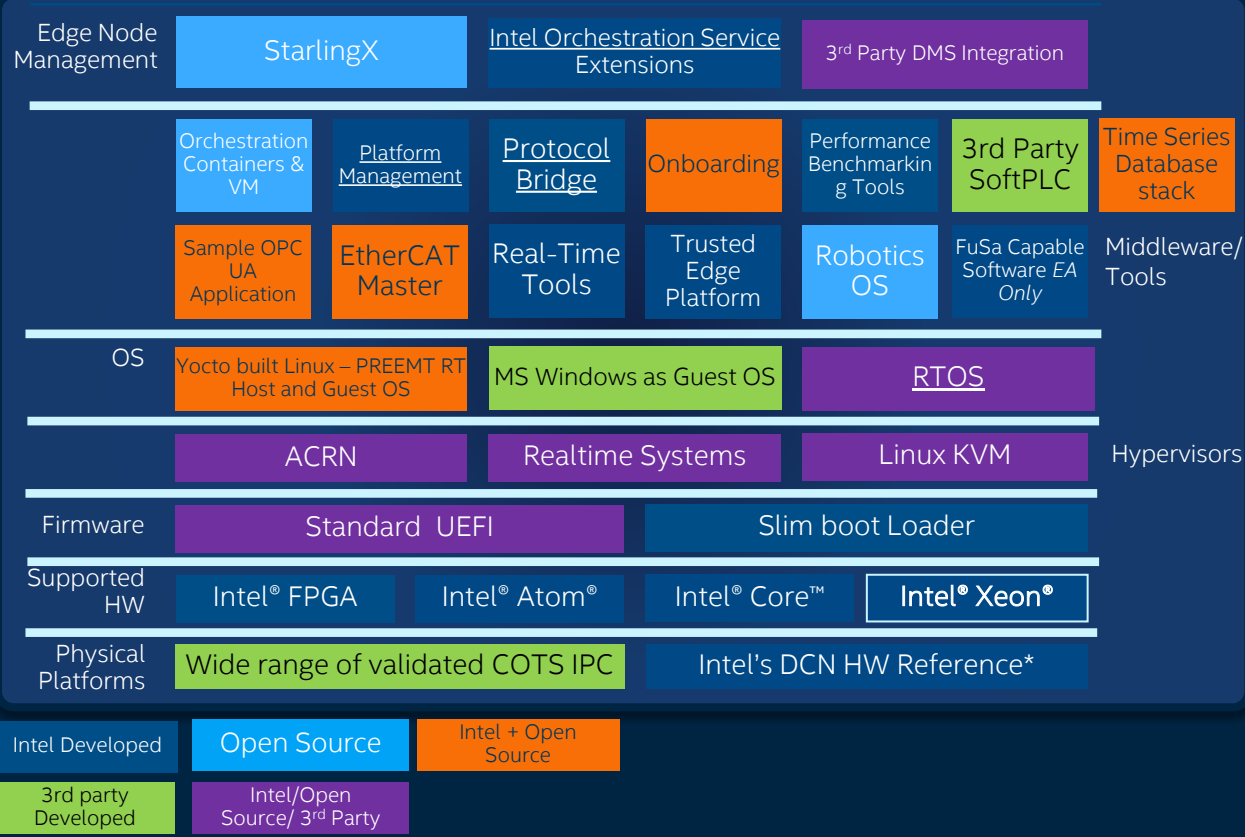 Edge Node
Management
StarlingX
Intel Orchestration Service
Extensions
3rd Party DMS Integration
Orchestration
Containers &
VM
Platform
Management
Protocol
Bridge
Onboarding
Performance
Benchmarkin
g Tools
3rd Party
SoftPLC
Time Series
Database
stack
Sample OPC
UA
Application
EtherCAT
Master
Real-Time
Tools
Trusted
Edge
Platform
Robotics
OS
FuSa Capable
Software EA
Only
Middleware/
Tools
OS
Yocto built Linux – PREEMT RT
Host and Guest OS
MS Windows as Guest OS
RTOS
ACRN
Realtime Systems
Linux KVM
Hypervisors
Firmware
Standard UEFI
Slim boot Loader
Supported
HW
Intel® FPGA
Intel® Atom®
Intel® Core™
Intel® Xeon®
Physical
Platforms
Wide range of validated COTS IPC
Intel's DCN HW Reference*
Intel Developed
Open Source
Intel + Open
Source
3rd party
Developed
Intel/Open
Source/ 3rd Party